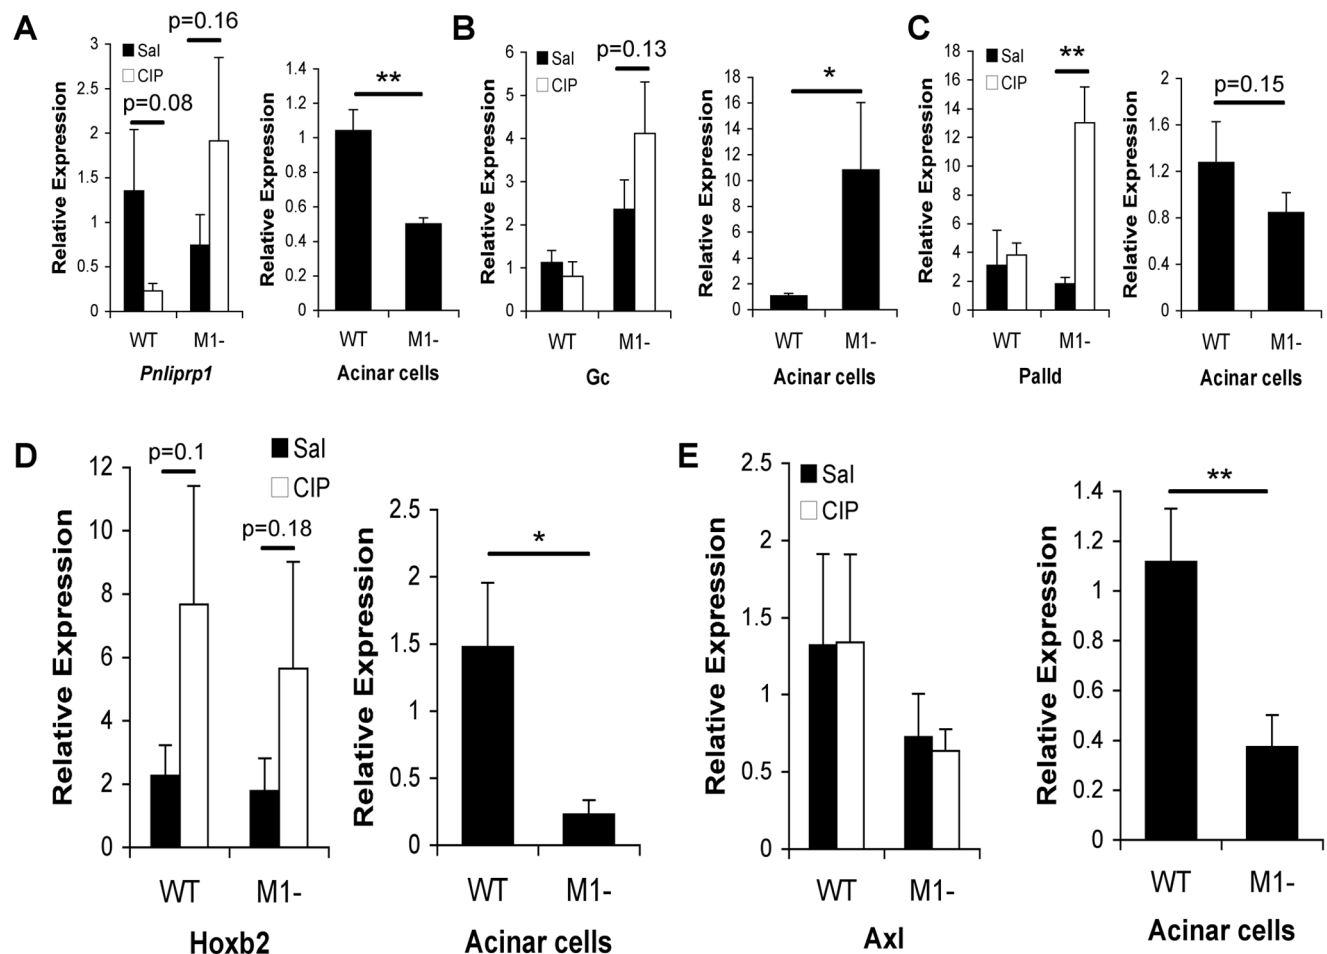 A
p=0.16
Sal
CIP
p=0.08
Relative Expression
3
2.5
2
1.5
1
0.5
0
WT
M1-
Pnliprp1
**
Relative Expression
1.4
1.2
1
0.8
0.6
0.4
0.2
0
WT
M1-
Acinar cells
B
p=0.13
Sal
CIP
Relative Expression
6
5
4
3
2
1
0
WT
M1-
Gc
*
Relative Expression
18
16
14
12
10
8
6
4
2
0
WT
M1-
Acinar cells
C
**
Sal
CIP
Relative Expression
18
16
14
12
10
8
6
4
2
0
WT
M1-
Palld
p=0.15
Relative Expression
2
1.6
1.2
0.8
0.4
0
WT
M1-
Acinar cells
D
Sal
CIP
p=0.1
p=0.18
Relative Expression
12
10
8
6
4
2
0
WT
M1-
Hoxb2
*
Relative Expression
2.5
2
1.5
1
0.5
0
WT
M1-
Acinar cells
E
Sal
CIP
Relative Expression
2.5
2
1.5
1
0.5
0
WT
M1-
Axl
**
Relative Expression
1.4
1.2
1
0.8
0.6
0.4
0.2
0
WT
M1-
Acinar cells